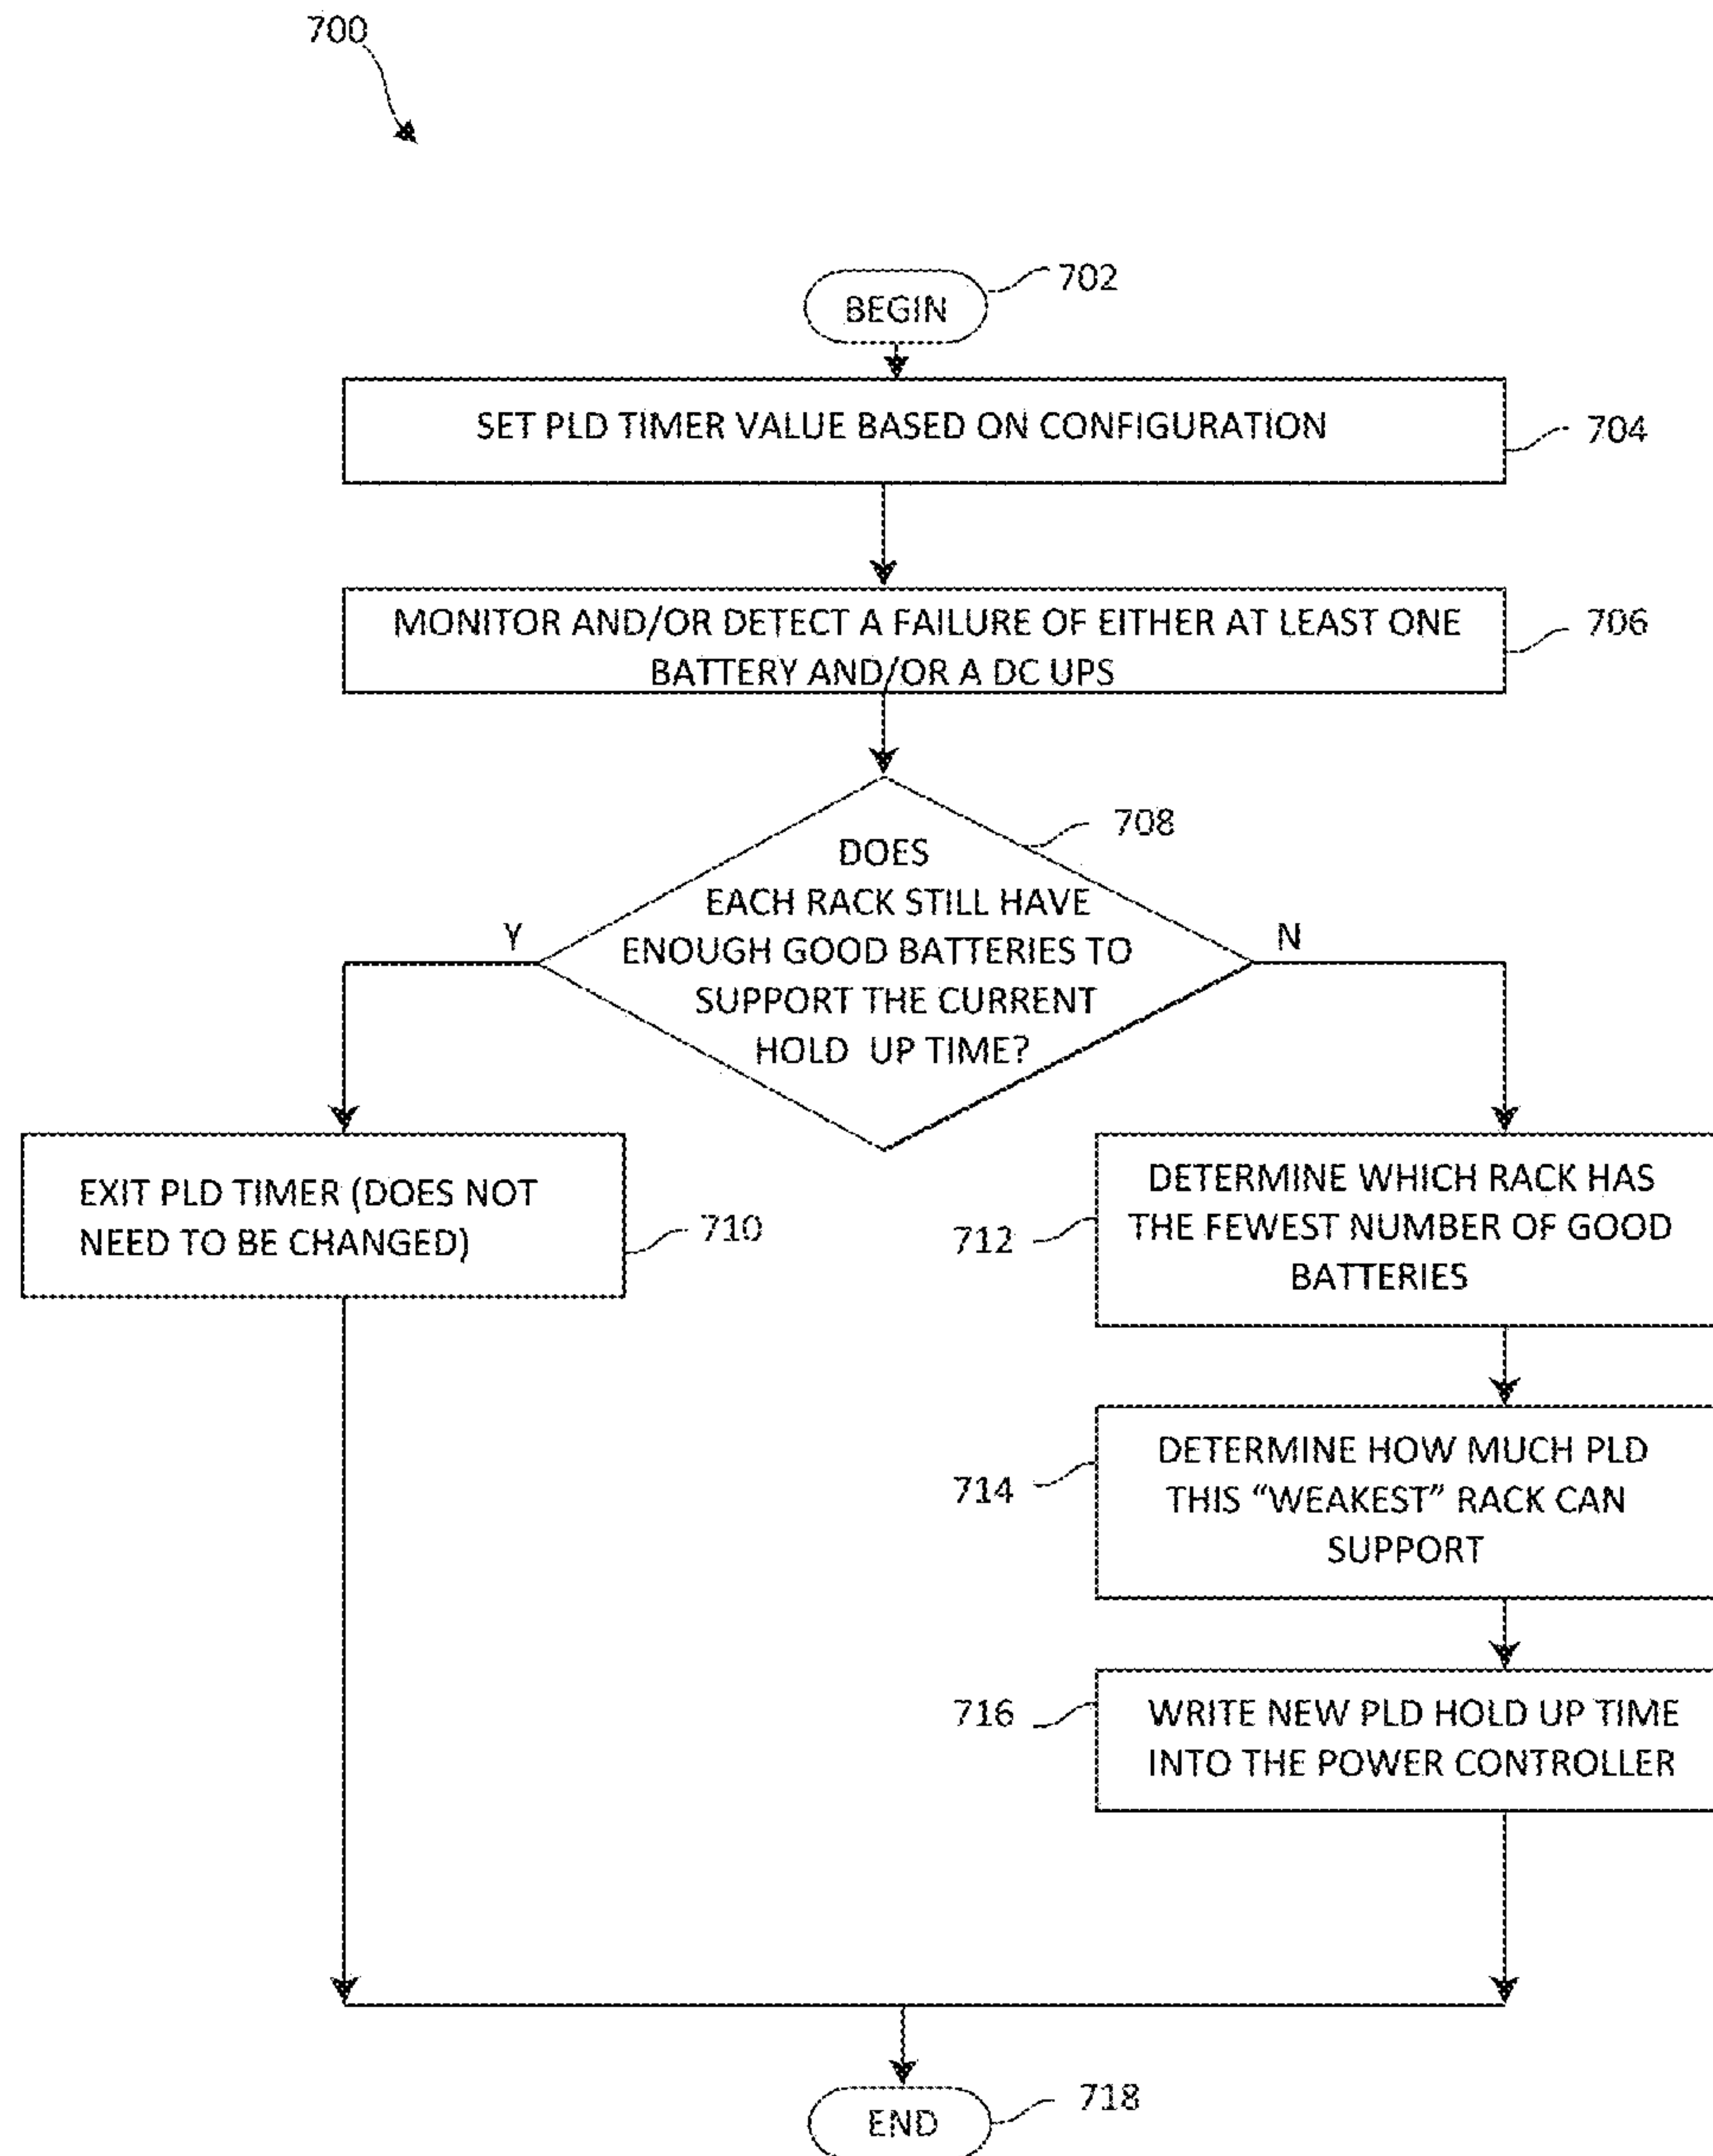 700
BEGIN
702
SET PLD TIMER VALUE BASED ON CONFIGURATION
704
MONITOR AND/OR DETECT A FAILURE OF EITHER AT LEAST ONE
BATTERY AND/OR A DC UPS
706
708
DOES
EACH RACK STILL HAVE
ENOUGH GOOD BATTERIES TO
SUPPORT THE CURRENT
HOLD UP TIME?
Y
N
EXIT PLD TIMER (DOES NOT
NEED TO BE CHANGED)
710
712
DETERMINE WHICH RACK HAS
THE FEWEST NUMBER OF GOOD
BATTERIES
714
DETERMINE HOW MUCH PLD
THIS “WEAKEST” RACK CAN
SUPPORT
716
WRITE NEW PLD HOLD UP TIME
INTO THE POWER CONTROLLER
END
718